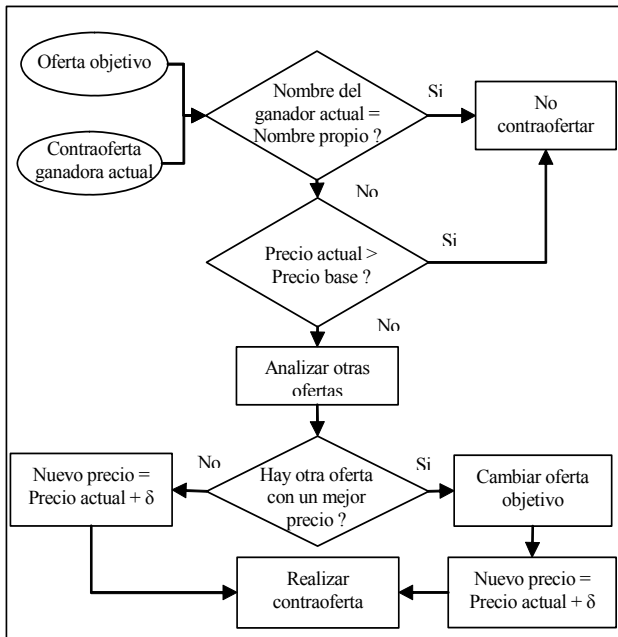 Oferta objetivo
Contraoferta
ganadora actual
Nombre del
ganador actual =
Nombre propio ?
Si
No
contraofertar
No
Precio actual >
Precio base ?
Si
No
Analizar otras
ofertas
Hay otra oferta
con un mejor
precio ?
No
Nuevo precio =
Precio actual + δ
Si
Cambiar oferta
objetivo
Realizar
contraoferta
Nuevo precio =
Precio actual + δ